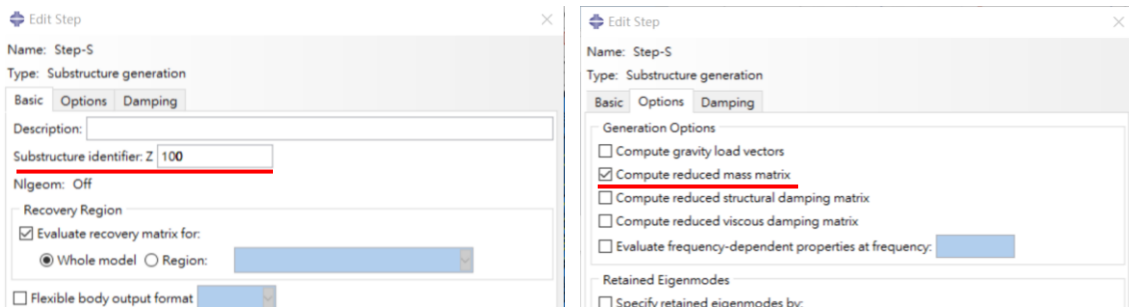 Edit Step
Name: Step-S
Type: Substructure generation
Basic Options Damping
Description:
Substructure identifier: Z 100
Nlgeom: Off
Recovery Region
Evaluate recovery matrix for:
Whole model Region:
Flexible body output format
Edit Step
Name: Step-S
Type: Substructure generation
Basic Options Damping
Generation Options
Compute gravity load vectors
Compute reduced mass matrix
Compute reduced structural damping matrix
Compute reduced viscous damping matrix
Evaluate frequency-dependent properties at frequency:
Retained Eigenmodes
Specify retained eigenmodes by: